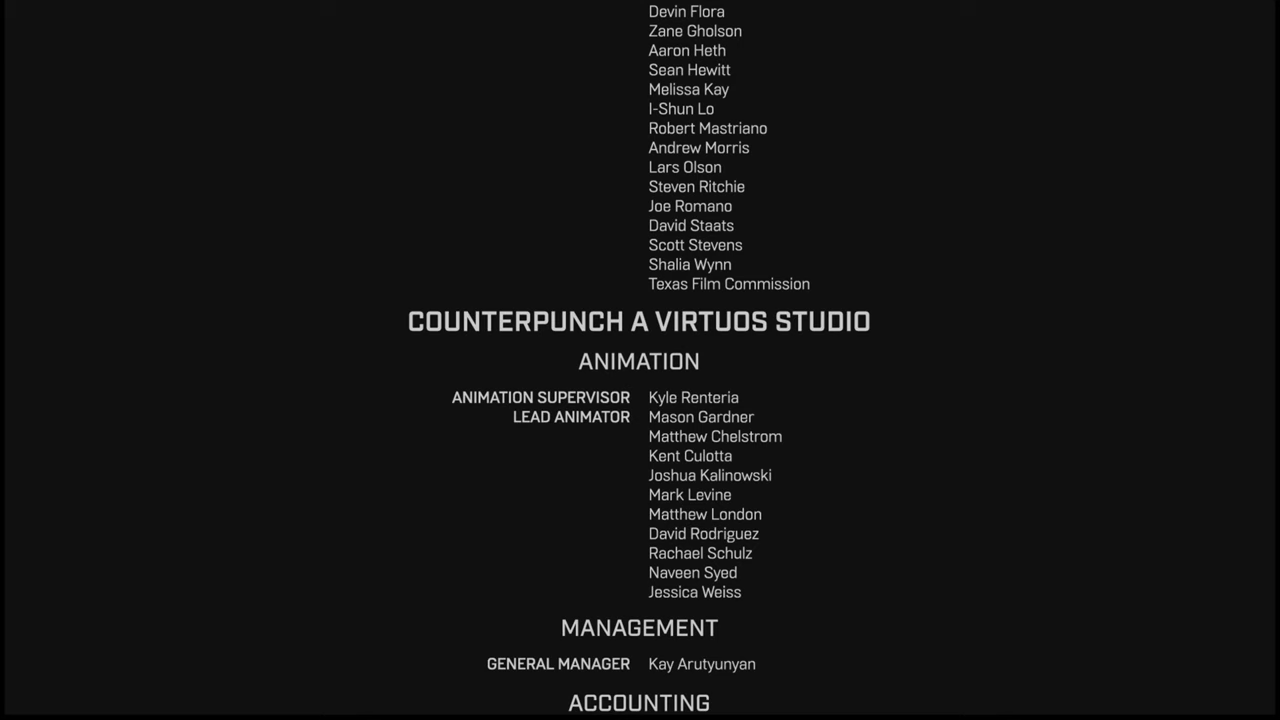 Devin Flora
Zane Gholson
Aaron Heth
Sean Hewitt
Melissa Kay
I-Shun Lo
Robert Mastriano
Andrew Morris
Lars Olson
Steven Ritchie
Joe Romano
David Staats
Scott Stevens
Shalia Wynn
Texas Film Commission
COUNTERPUNCH A VIRTUOS STUDIO
ANIMATION
ANIMATION SUPERVISOR Kyle Renteria
LEAD ANIMATOR Mason Gardner
Matthew Chelstrom
Kent Culotta
Joshua Kalinowski
Mark Levine
Matthew London
David Rodriguez
Rachael Schulz
Naveen Syed
Jessica Weiss
MANAGEMENT
GENERAL MANAGER Kay Arutyunyan
ACCOUNTING